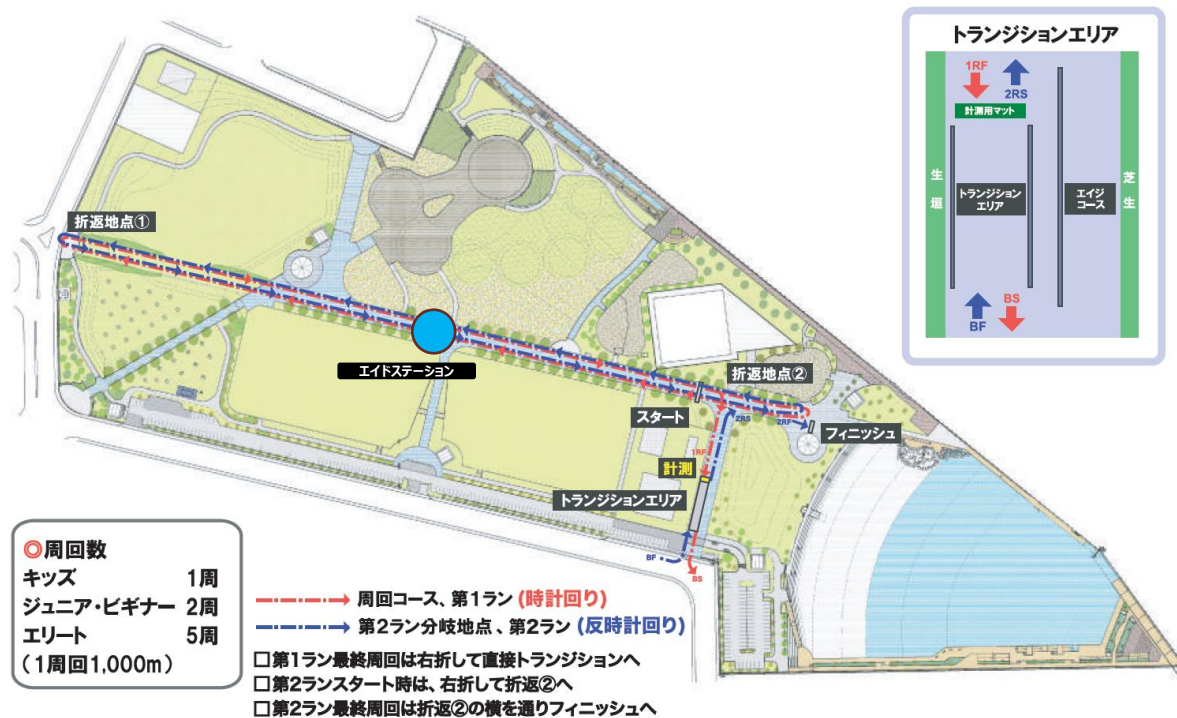 トランジションエリア
1RF
2RS
計測用マット
生垣
トランジション
エリア
エイジ
コース
芝生
BF
BS
折返地点①
エイドステーション
折返地点②
スタート
2RS
2RF
フィニッシュ
1RF
計測
トランジションエリア
BF
BS
◎周回数
キッズ 1周
ジュニア・ビギナー 2周
エリート 5周
(1周回1,000m)
周回コース、第1ラン (時計回り)
第2ラン分岐地点、第2ラン (反時計回り)
□第1ラン最終周回は右折して直接トランジションへ
□第2ランスタート時は、右折して折返②へ
□第2ラン最終周回は折返②の横を通りフィニッシュへ